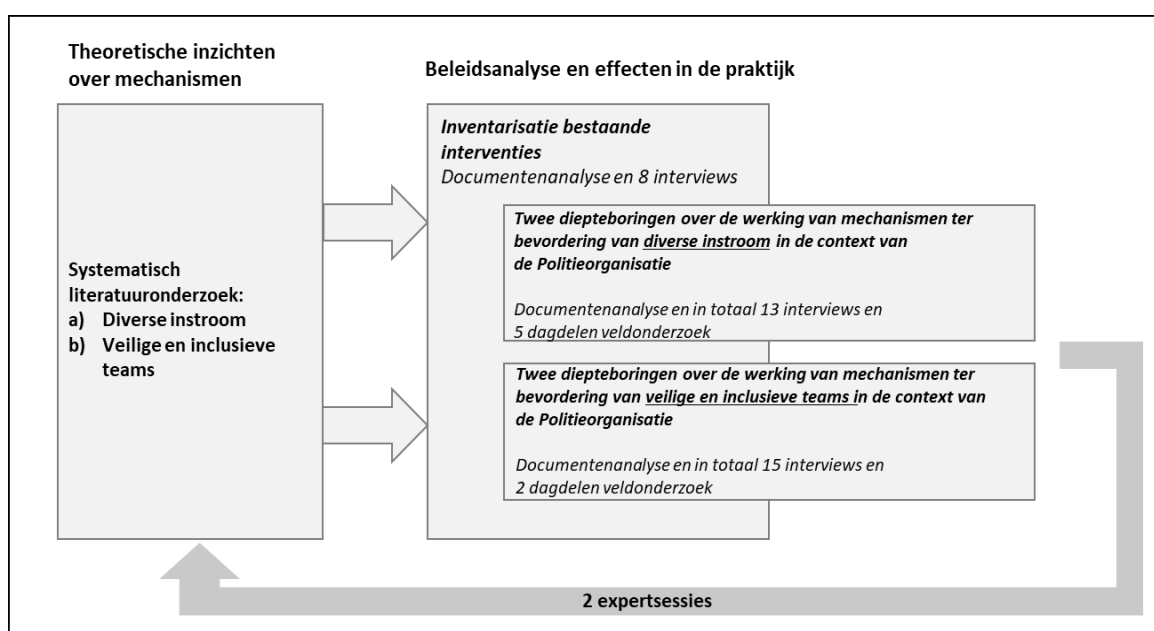 Theoretische inzichten
over mechanismen
Systematisch
literatuuronderzoek:
a) Diverse instroom
b) Veilige en inclusieve
teams
Beleidsanalyse en effecten in de praktijk
Inventarisatie bestaande
interventies
Documentenanalyse en 8 interviews
Twee diepteboringen over de werking van mechanismen ter
bevordering van diverse instroom in de context van
de Politieorganisatie
Documentenanalyse en in totaal 13 interviews en
5 dagdelen veldonderzoek
Twee diepteboringen over de werking van mechanismen ter
bevordering van veilige en inclusieve teams in de context van
de Politieorganisatie
Documentenanalyse en in totaal 15 interviews en
2 dagdelen veldonderzoek
2 expertsessies